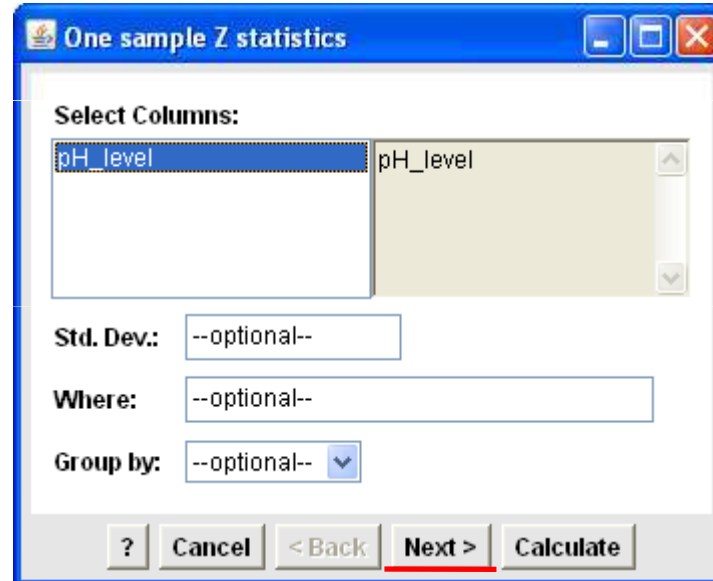 One sample Z statistics
Select Columns:
pH_level pH_level
Std. Dev.: --optional--
Where: --optional--
Group by: --optional--
? Cancel < Back Next > Calculate